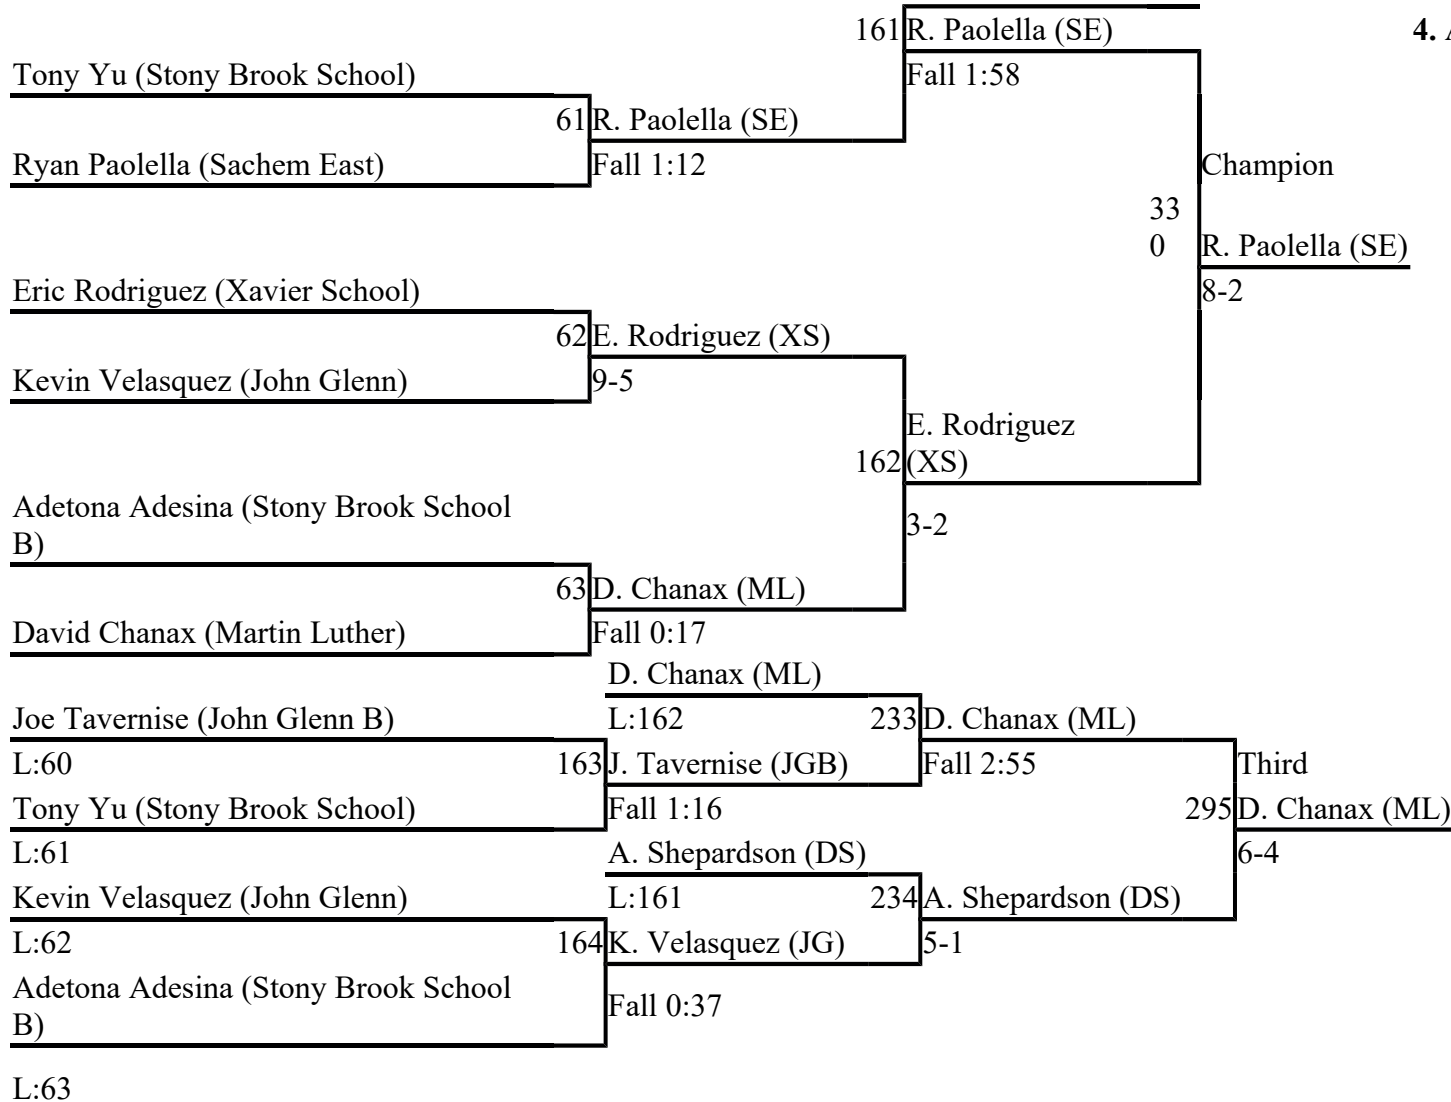 161 R. Paolella (SE)
4. A
Tony Yu (Stony Brook School)
Fall 1:58
61 R. Paolella (SE)
Ryan Paolella (Sachem East)
Fall 1:12
Champion
33
0
R. Paolella (SE)
Eric Rodriguez (Xavier School)
8-2
62 E. Rodriguez (XS)
Kevin Velasquez (John Glenn)
9-5
E. Rodriguez
162 (XS)
Adetona Adesina (Stony Brook School
B)
3-2
63 D. Chanax (ML)
David Chanax (Martin Luther)
Fall 0:17
D. Chanax (ML)
Joe Tavernise (John Glenn B)
L:162
233 D. Chanax (ML)
L:60
163 J. Tavernise (JGB)
Fall 2:55
Third
Tony Yu (Stony Brook School)
Fall 1:16
295 D. Chanax (ML)
L:61
A. Shepardson (DS)
6-4
Kevin Velasquez (John Glenn)
L:161
234 A. Shepardson (DS)
L:62
164 K. Velasquez (JG)
5-1
Adetona Adesina (Stony Brook School
B)
Fall 0:37
L:63